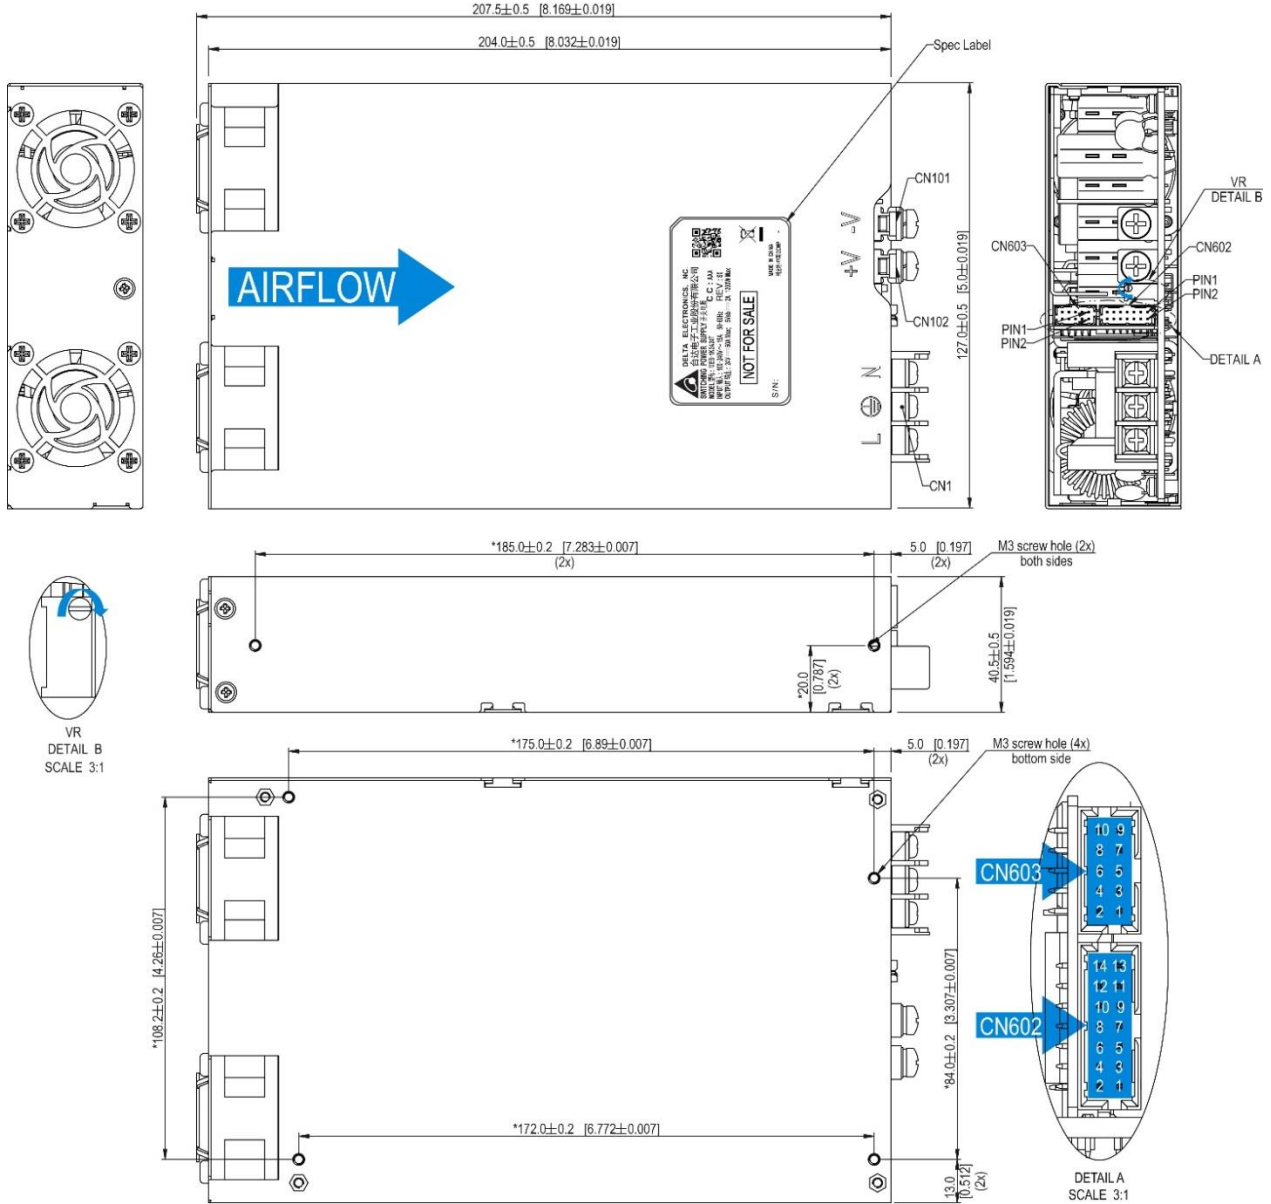 207.5±0.5 [8.169±0.019]
204.0±0.5 [8.032±0.019]
Spec Label
AIRFLOW
CN101
-V
+V
CN102
L
N
CN1
127.0±0.5 [5.0±0.019]
DELTA ELECTRONICS, INC
台达电子工业股份有限公司
NOT FOR SALE
S/N:
MADE IN CHINA
VR
DETAIL B
CN603
CN602
PIN1
PIN2
PIN1
PIN2
DETAIL A
*185.0±0.2 [7.283±0.007]
(2x)
5.0 [0.197]
(2x)
M3 screw hole (2x)
both sides
*20.0
[0.787]
(2x)
40.5±0.5
[1.594±0.019]
VR
DETAIL B
SCALE 3:1
*175.0±0.2 [6.89±0.007]
5.0 [0.197]
(2x)
M3 screw hole (4x)
bottom side
*108.2±0.2 [4.26±0.007]
*84.0±0.2 [3.307±0.007]
*172.0±0.2 [6.772±0.007]
13.0
[0.512]
(2x)
CN603
10 9
8 7
6 5
4 3
2 1
CN602
14 13
12 11
10 9
8 7
6 5
4 3
2 1
DETAIL A
SCALE 3:1